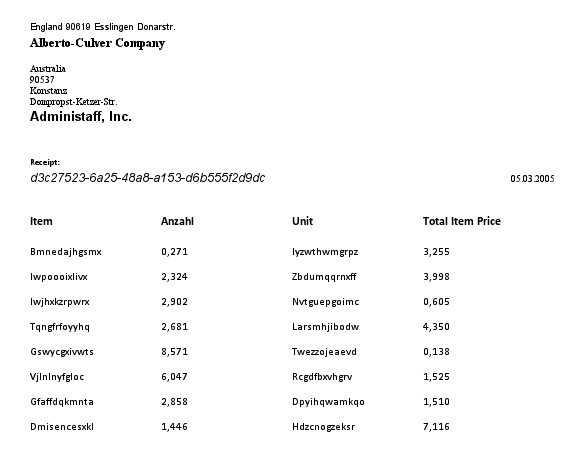 England 90619 Esslingen Donarstr.
Alberto-Culver Company
Australia
90537
Konstanz
Dompropst-Ketzer-Str.
Administaff, Inc.
Receipt:
d3c27523-6a25-48a8-a153-d6b555f2d9dc 05.03.2005
Item Anzahl Unit Total Item Price
Bmnedajhgsmx 0,271 Iyzwthwmgrpz 3,255
Iwpoooixlivx 2,324 Zbdumqqrnxff 3,998
Iwjhxkzrpwrx 2,902 Nvtguepgoimc 0,605
Tqngfrfoyyhq 2,681 Larsmhjibodw 4,350
Gswycgxivwts 8,571 Twezzojeaevd 0,138
Vjlnlnyfgloc 6,047 Rcgdfbxvhgrv 1,525
Gfaffdqkmnta 2,858 Dpyihqwamkqo 1,510
Dmisencesxkl 1,446 Hdzcnogzeksr 7,116